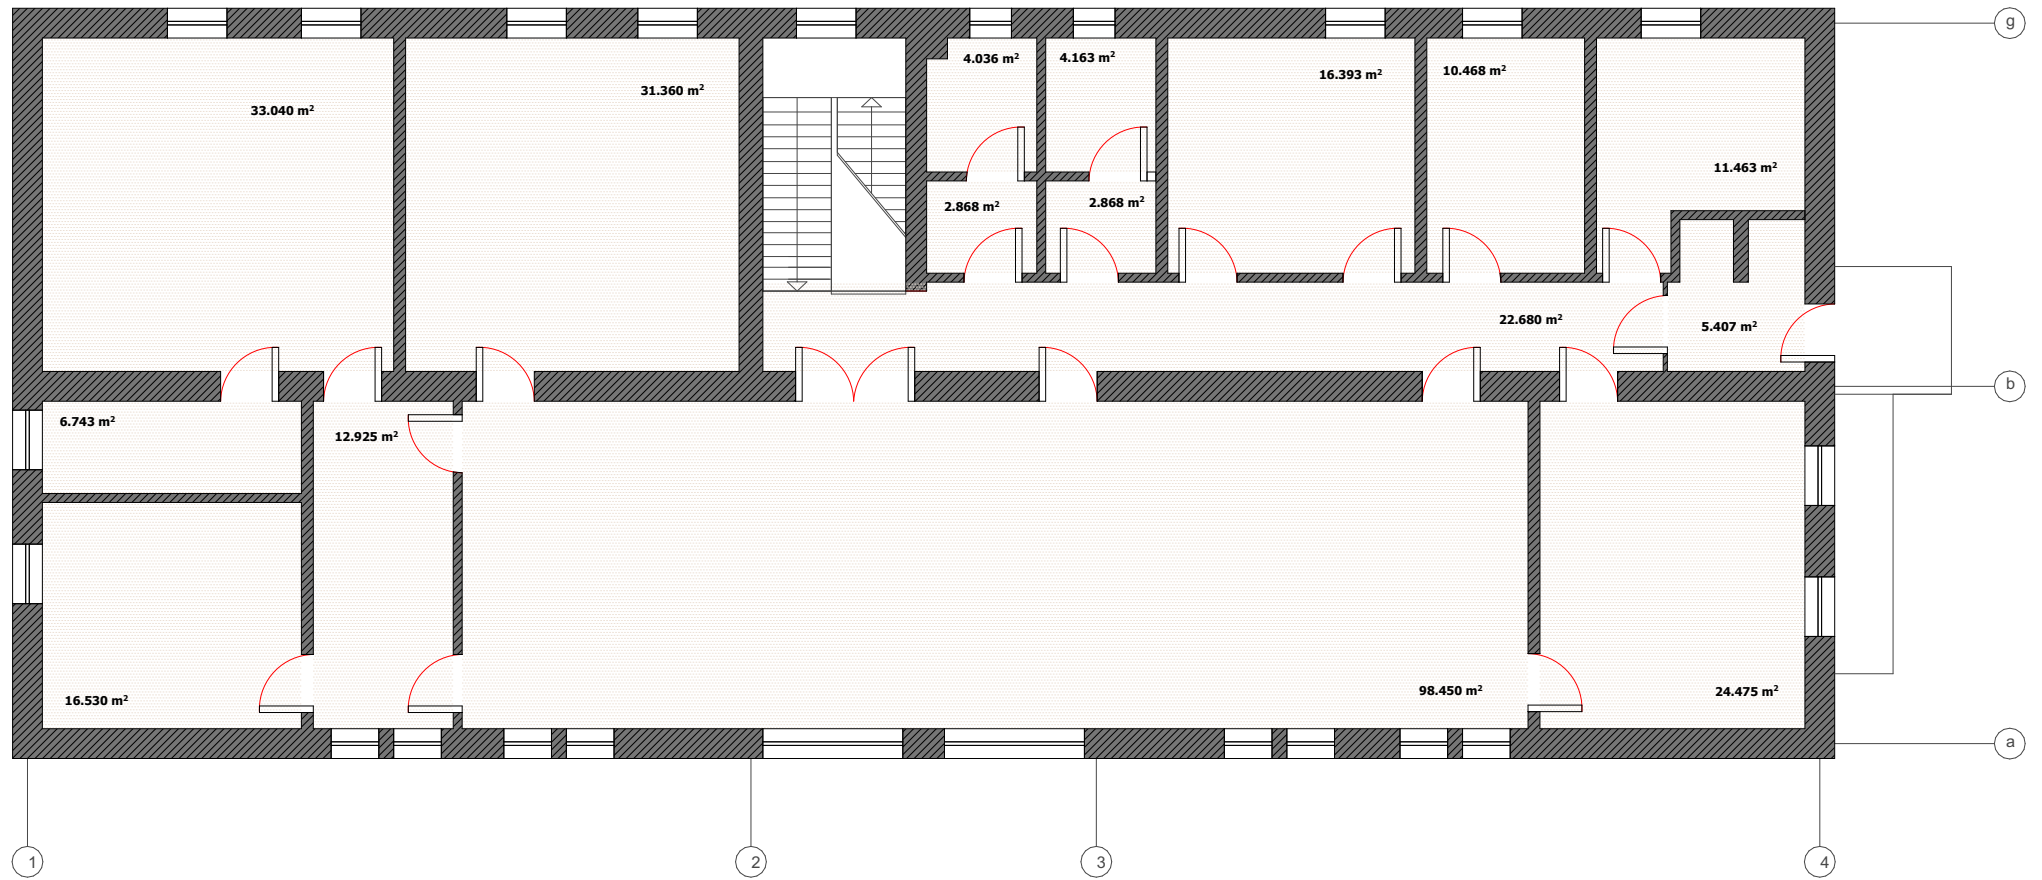 g
4.036 m²
4.163 m²
16.393 m²
10.468 m²
31.360 m²
33.040 m²
11.463 m²
2.868 m²
2.868 m²
22.680 m²
5.407 m²
b
6.743 m²
12.925 m²
16.530 m²
98.450 m²
24.475 m²
a
1
2
3
4